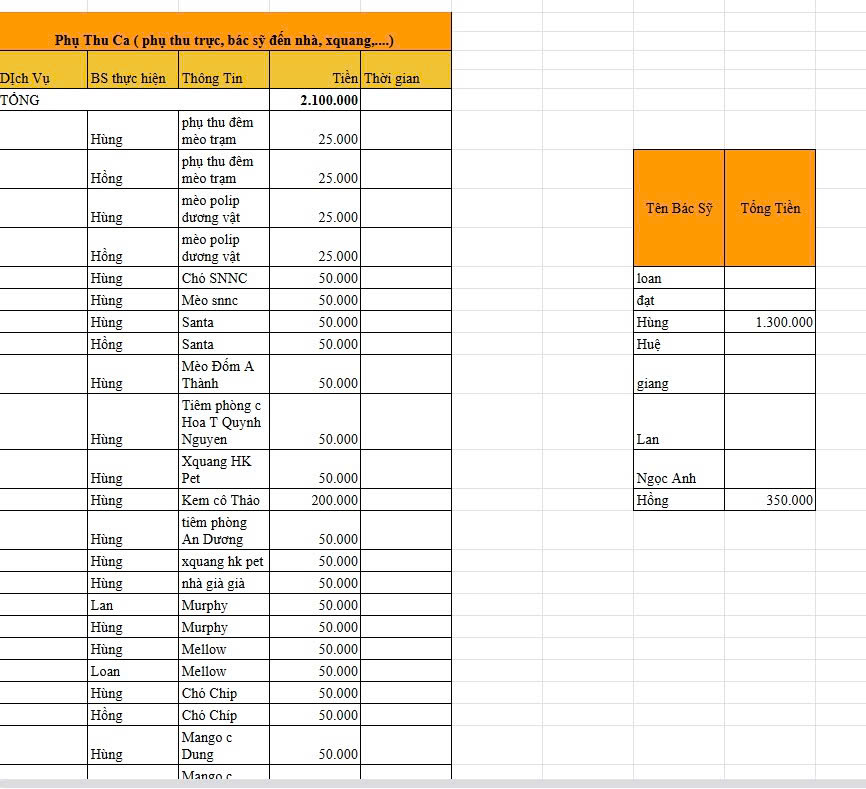 Phụ Thu Ca ( phụ thu trực, bác sỹ đến nhà, xquang,....)
DỊch Vụ BS thực hiện Thông Tin Tiền Thời gian
TỔNG 2.100.000
phụ thu đêm
Hùng mèo trạm 25.000
phụ thu đêm
Hồng mèo trạm 25.000
mèo polip
Hùng dương vật 25.000
mèo polip
Hồng dương vật 25.000
Hùng Chó SNNC 50.000
Hùng Mèo snnc 50.000
Hùng Santa 50.000
Hồng Santa 50.000
Mèo Đốm A
Hùng Thành 50.000
Tiêm phòng c
Hoa T Quynh
Hùng Nguyen 50.000
Xquang HK
Hùng Pet 50.000
Hùng Kem cô Thảo 200.000
tiêm phòng
Hùng An Dương 50.000
Hùng xquang hk pet 50.000
Hùng nhà già già 50.000
Lan Murphy 50.000
Hùng Murphy 50.000
Hùng Mellow 50.000
Loan Mellow 50.000
Hùng Chó Chip 50.000
Hồng Chó Chíp 50.000
Mango c
Hùng Dung 50.000
Mango c
Tên Bác Sỹ Tổng Tiền
loan
đạt
Hùng 1.300.000
Huệ
giang
Lan
Ngọc Anh
Hồng 350.000